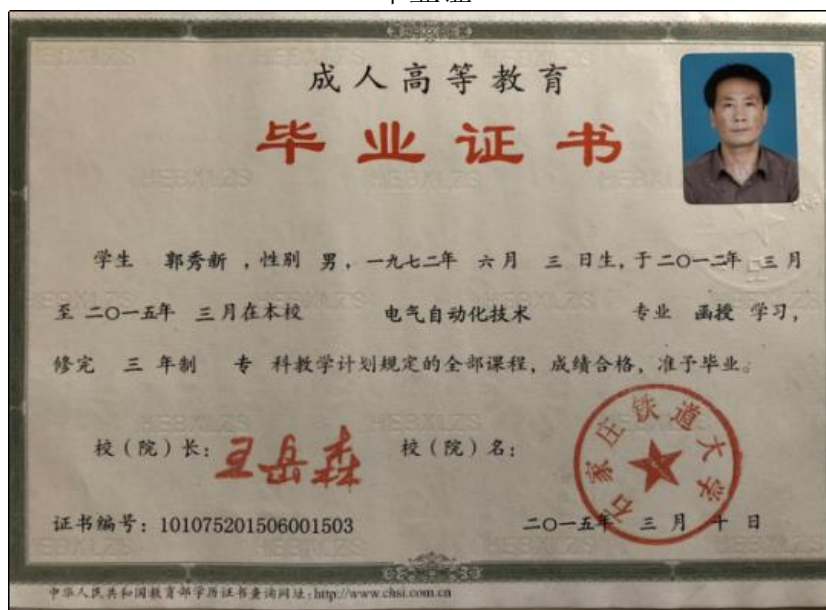 成人高等教育
毕业证书
学生 郭秀新 ，性别 男，一九七二年 六月 三 日生，于二〇一二年 三月
至 二〇一五年 三月在本校 电气自动化技术 专业 函授 学习，
修完 三 年制 专 科教学计划规定的全部课程，成绩合格，准予毕业。
校（院）长： 王岳森 校（院）名：
石家庄铁道大学
证书编号：101075201506001503 二〇一五年 三 月 十 日
中华人民共和国教育部学历证书查询网址：http://www.chsi.com.cn